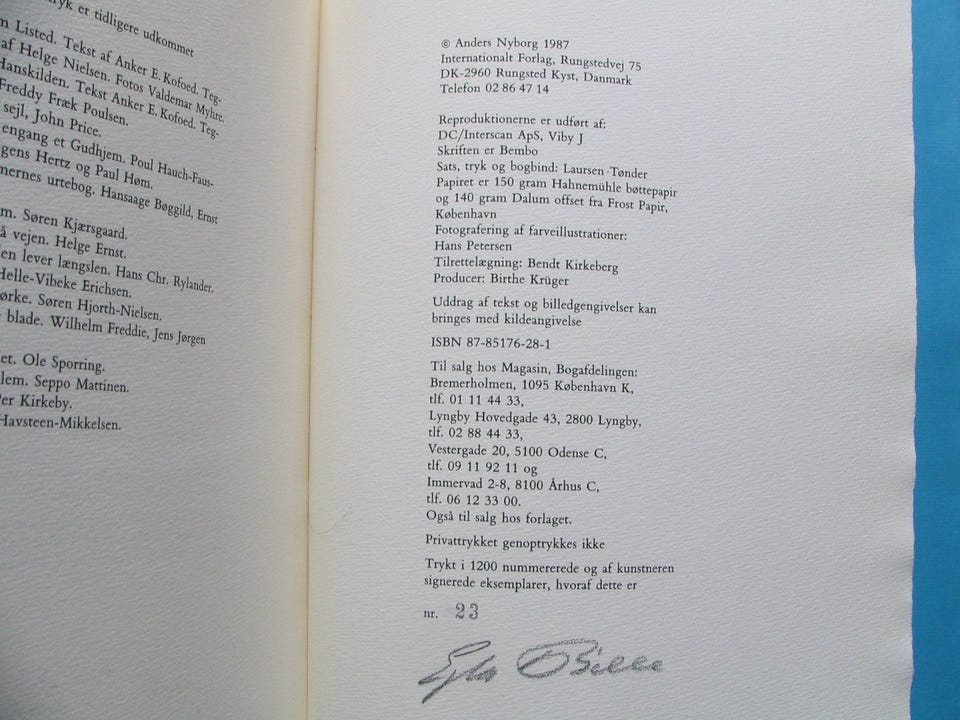 tryk er tidligere udkommet
Listed. Tekst af Anker E. Kofoed. Teg-
af Helge Nielsen. Fotos Valdemar Myhre.
Hanskilden. Tekst Anker E. Kofoed. Teg-
Freddy Fræk Poulsen.
sejl, John Price.
engang et Gudhjem. Poul Hauch-Faus-
gens Hertz og Paul Høm.
nernes urtebog. Hansaage Bøggild, Ernst
m. Søren Kjærsgaard.
å vejen. Helge Ernst.
en lever længslen. Hans Chr. Rylander.
Helle-Vibeke Erichsen.
ørke. Søren Hjorth-Nielsen.
blade. Wilhelm Freddie, Jens Jørgen
et. Ole Sporring.
lem. Seppo Mattinen.
Per Kirkeby.
Havsteen-Mikkelsen.
© Anders Nyborg 1987
Internationalt Forlag, Rungstedvej 75
DK-2960 Rungsted Kyst, Danmark
Telefon 02 86 47 14
Reproduktionerne er udført af:
DC/Interscan ApS, Viby J
Skriften er Bembo
Sats, tryk og bogbind: Laursen·Tønder
Papiret er 150 gram Hahnemühle bøttepapir
og 140 gram Dalum offset fra Frost Papir,
København
Fotografering af farveillustrationer:
Hans Petersen
Tilrettelægning: Bendt Kirkeberg
Producer: Birthe Krüger
Uddrag af tekst og billedgengivelser kan
bringes med kildeangivelse
ISBN 87-85176-28-1
Til salg hos Magasin, Bogafdelingen:
Bremerholmen, 1095 København K,
tlf. 01 11 44 33,
Lyngby Hovedgade 43, 2800 Lyngby,
tlf. 02 88 44 33,
Vestergade 20, 5100 Odense C,
tlf. 09 11 92 11 og
Immervad 2-8, 8100 Århus C,
tlf. 06 12 33 00.
Også til salg hos forlaget.
Privattrykket genoptrykkes ikke
Trykt i 1200 nummererede og af kunstneren
signerede eksemplarer, hvoraf dette er
nr. 23